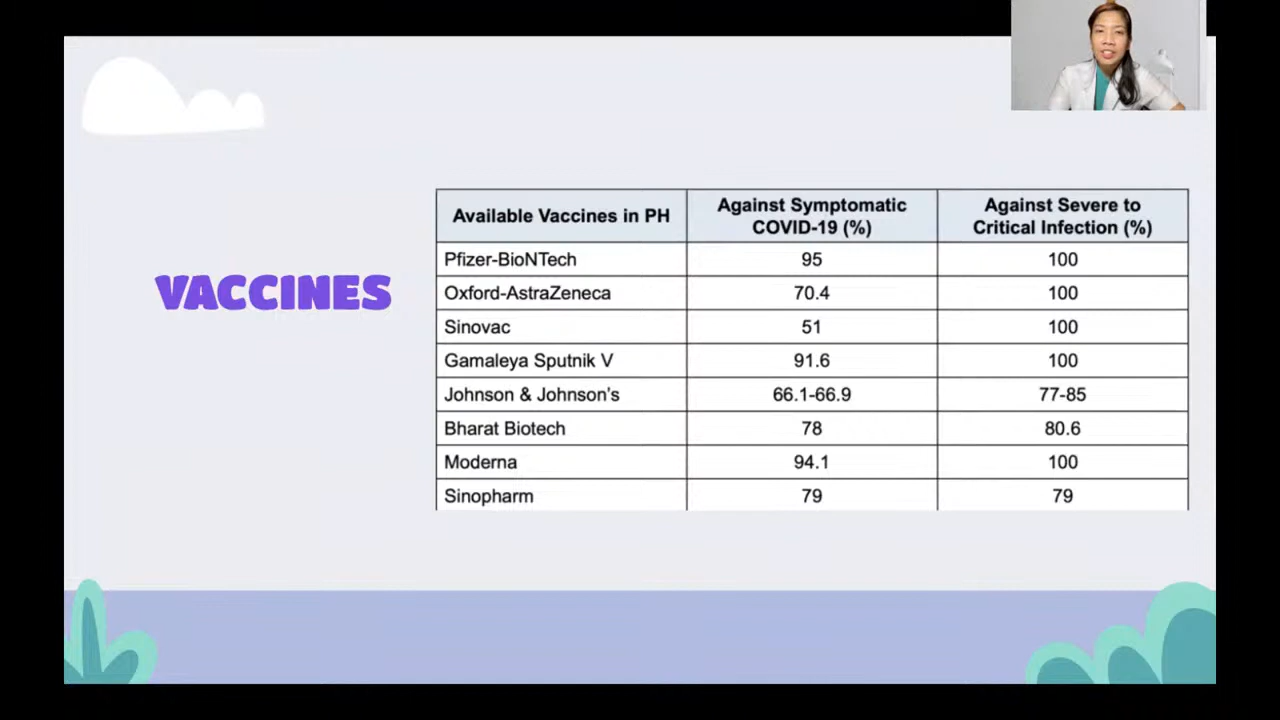 VACCINES
Available Vaccines in PH
Against Symptomatic
COVID-19 (%)
Against Severe to
Critical Infection (%)
Pfizer-BioNTech 95 100
Oxford-AstraZeneca 70.4 100
Sinovac 51 100
Gamaleya Sputnik V 91.6 100
Johnson & Johnson's 66.1-66.9 77-85
Bharat Biotech 78 80.6
Moderna 94.1 100
Sinopharm 79 79